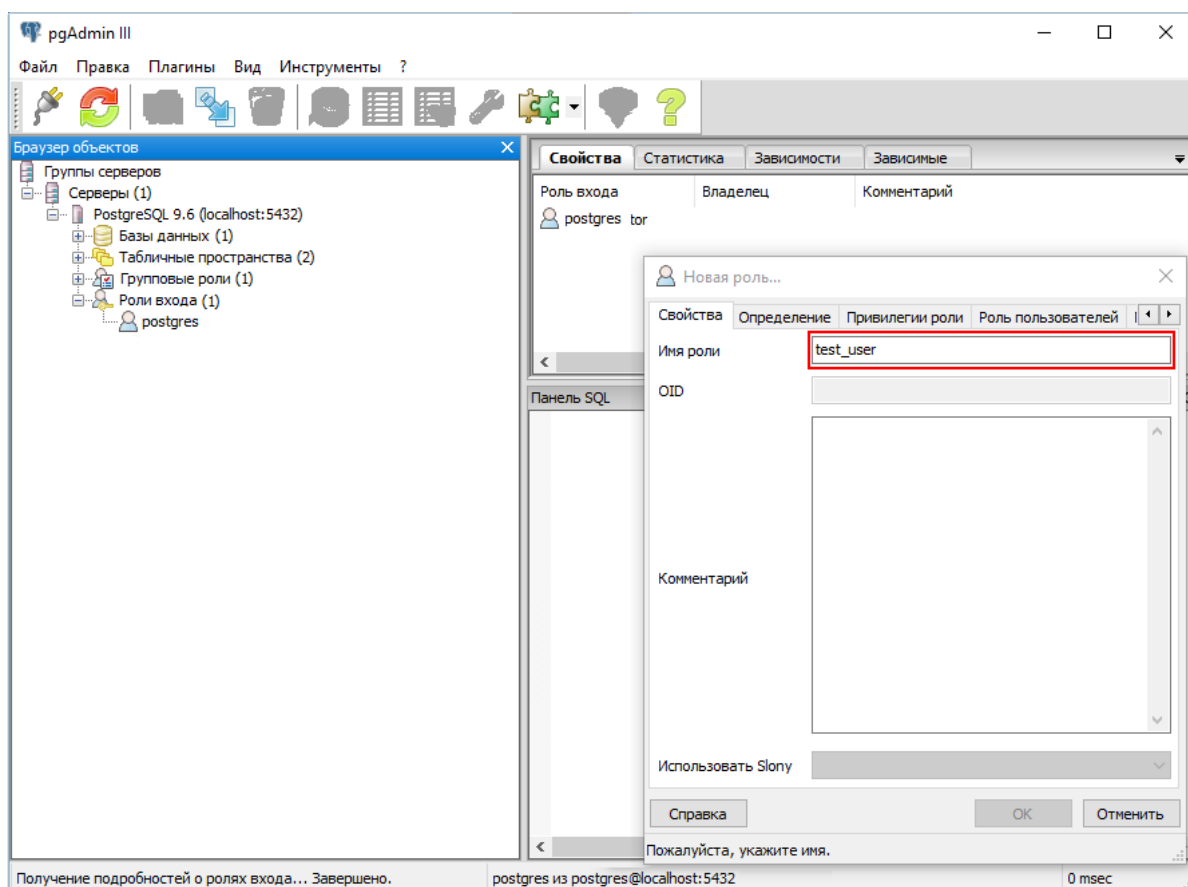 pgAdmin III
Файл Правка Плагины Вид Инструменты ?
Браузер объектов
Группы серверов
Серверы (1)
PostgreSQL 9.6 (localhost:5432)
Базы данных (1)
Табличные пространства (2)
Групповые роли (1)
Роли входа (1)
postgres
Свойства Статистика Зависимости Зависимые
Роль входа Владелец Комментарий
postgres tor
Панель SQL
Новая роль...
Свойства Определение Привилегии роли Роль пользователей
Имя роли test_user
OID
Комментарий
Использовать Slony
Справка OK Отменить
Пожалуйста, укажите имя.
Получение подробностей о ролях входа... Завершено. postgres из postgres@localhost:5432 0 msec